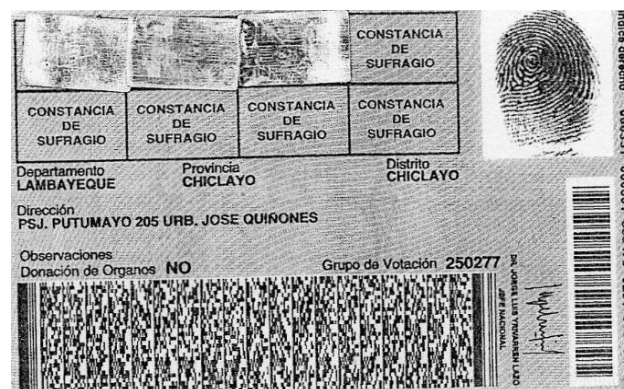 CONSTANCIA
DE
SUFRAGIO
CONSTANCIA
DE
SUFRAGIO
CONSTANCIA
DE
SUFRAGIO
CONSTANCIA
DE
SUFRAGIO
CONSTANCIA
DE
SUFRAGIO
Departamento
LAMBAYEQUE
Provincia
CHICLAYO
Distrito
CHICLAYO
Dirección
PSJ. PUTUMAYO 205 URB. JOSE QUIÑONES
Observaciones
Donación de Organos NO
Grupo de Votación 250277
JEFE NACIONAL